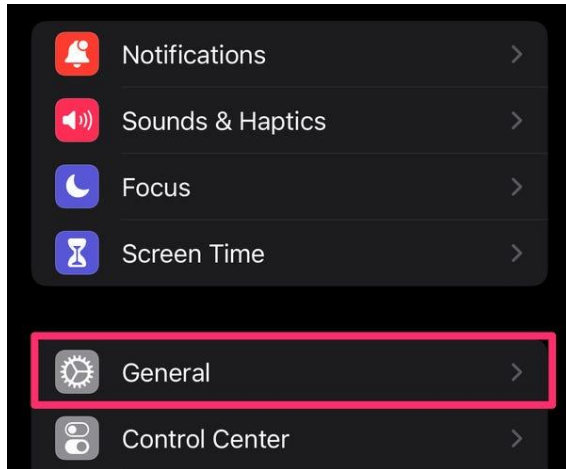 Notifications
Sounds & Haptics
Focus
Screen Time
General
Control Center